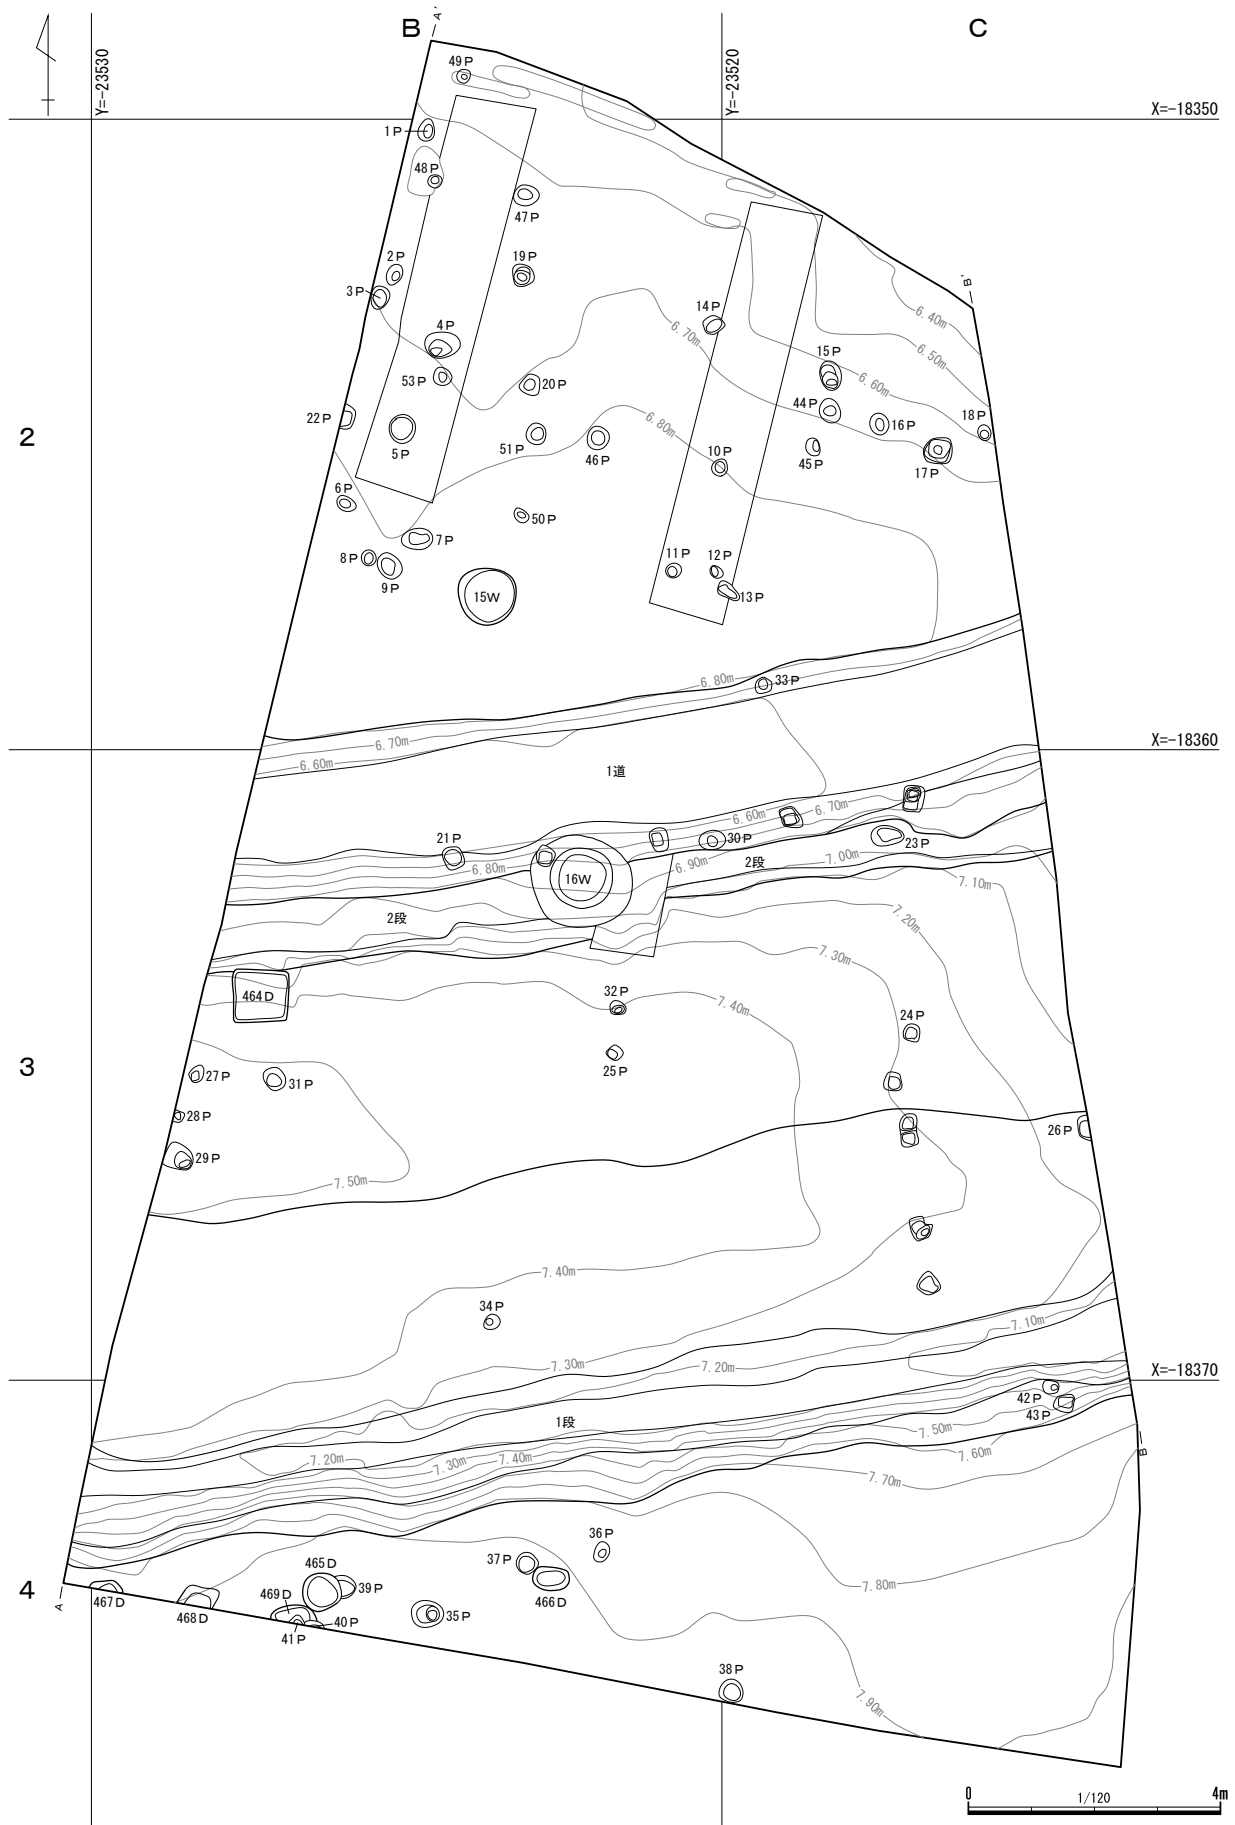 B
C
A'
Y=-23530
Y=-23520
49P
X=-18350
1P
48P
47P
2P
19P
3P
B'
14P
6.40m
4P
6.70m
6.50m
15P
53P
20P
6.60m
44P
22P
18P
16P
6.80m
2
5P
51P
46P
45P
10P
17P
6P
50P
7P
8P
11P
12P
9P
15W
13P
6.80m
33P
6.70m
X=-18360
6.60m
1道
6.60m
6.70m
21P
30P
23P
6.80m
6.90m
2段
7.00m
16W
7.10m
2段
7.20m
7.30m
464D
32P
7.40m
24P
3
25P
27P
31P
28P
26P
29P
7.50m
7.40m
34P
7.10m
7.30m
7.20m
X=-18370
42P
43P
1段
7.50m
7.20m
7.30m
7.40m
7.60m
B
7.70m
36P
37P
465D
4
39P
7.80m
A
467D
468D
469D
466D
35P
40P
41P
38P
7.90m
0
1/120
4m